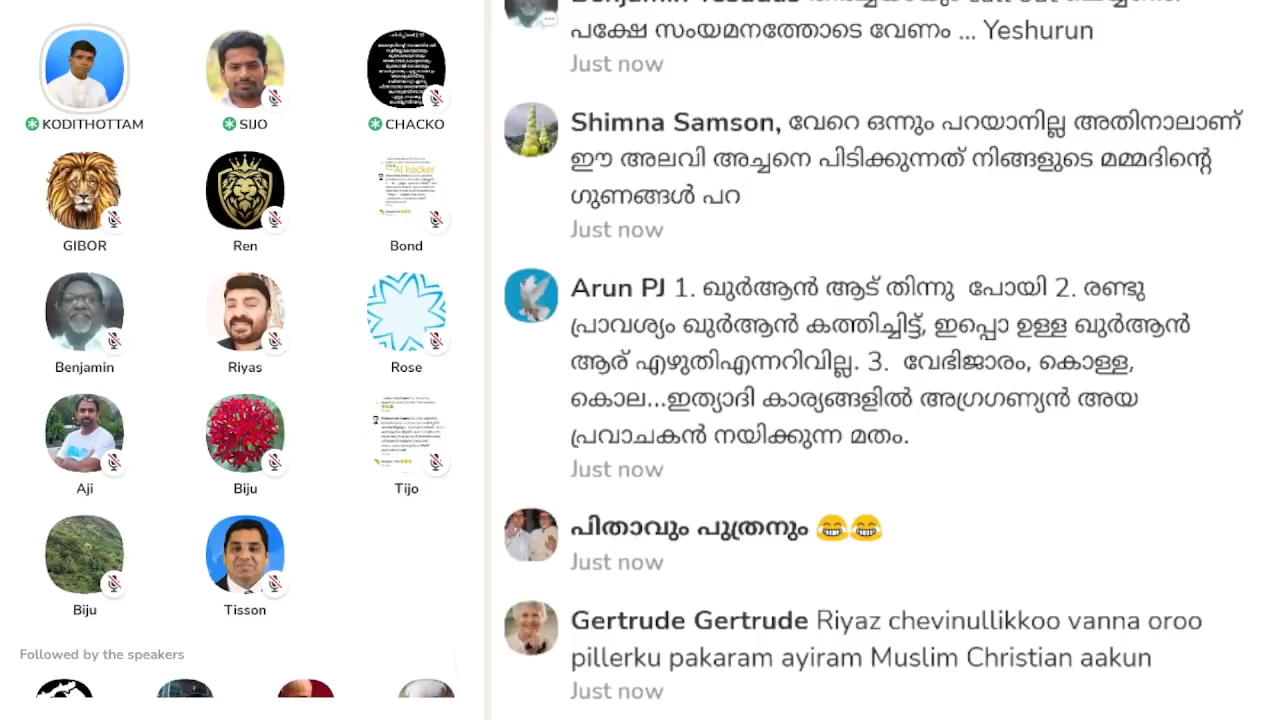 KODITHOTTAM
SIJO
CHACKO
GIBOR
Ren
AI hacker
Bond
Benjamin
Riyas
Rose
Aji
Biju
Tijo
Biju
Tisson
Followed by the speakers
പക്ഷേ സംയമനത്തോടെ വേണം ... Yeshurun
Just now
Shimna Samson, വേറെ ഒന്നും പറയാനില്ല അതിനാലാണ്
ഈ അലവി അച്ചനെ പിടിക്കുന്നത് നിങ്ങളുടെ മമ്മദിന്റെ
ഗുണങ്ങൾ പറ
Just now
Arun PJ 1. ഖുർആൻ ആട് തിന്നു പോയി 2. രണ്ടു
പ്രാവശ്യം ഖുർആൻ കത്തിച്ചിട്ട്, ഇപ്പൊ ഉള്ള ഖുർആൻ
ആര് എഴുതിഎന്നറിവില്ല. 3. വേഭിജാരം, കൊള്ള,
കൊല...ഇത്യാദി കാര്യങ്ങളിൽ അഗ്രഗണ്യൻ അയ
പ്രവാചകൻ നയിക്കുന്ന മതം.
Just now
പിതാവും പുത്രനും 😂😂
Just now
Gertrude Gertrude Riyaz chevinullikkoo vanna oroo
pillerku pakaram ayiram Muslim Christian aakun
Just now